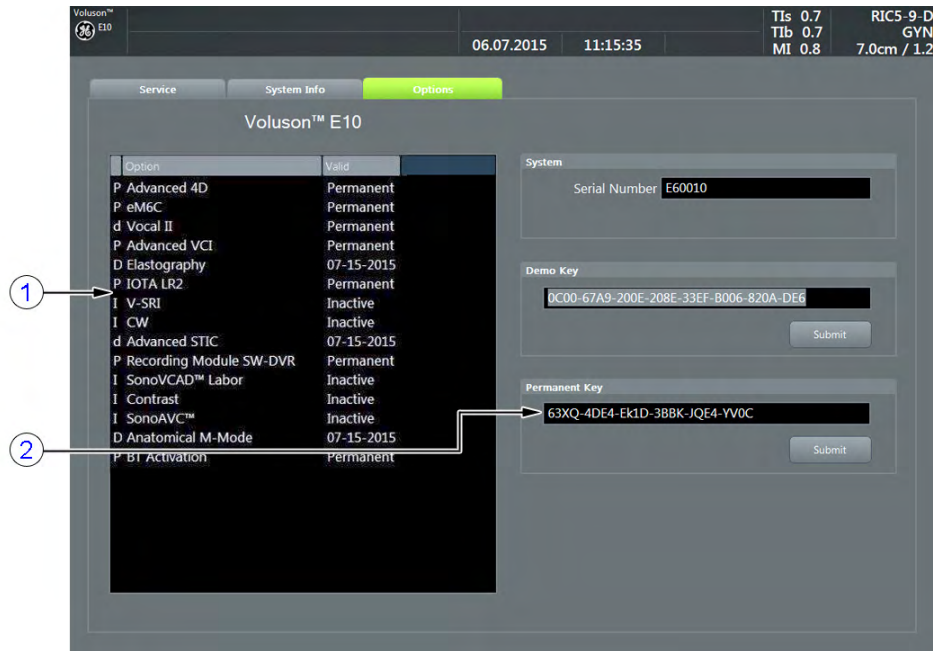 Voluson™
E10
TIs 0.7
TIb 0.7
MI 0.8
RIC5-9-D
GYN
7.0cm / 1.2
06.07.2015 11:15:35
Service System Info Options
Voluson™ E10
Option Valid
P Advanced 4D Permanent
P eM6C Permanent
d Vocal II Permanent
P Advanced VCI Permanent
D Elastography 07-15-2015
P IOTA LR2 Permanent
I V-SRI Inactive
I CW Inactive
d Advanced STIC 07-15-2015
P Recording Module SW-DVR Permanent
I SonoVCAD™ Labor Inactive
I Contrast Inactive
I SonoAVC™ Inactive
D Anatomical M-Mode 07-15-2015
P BT Activation Permanent
1
2
System
Serial Number E60010
Demo Key
0C00-67A9-200E-208E-33EF-B006-820A-DE6
Submit
Permanent Key
63XQ-4DE4-Ek1D-3BBK-JQE4-YV0C
Submit